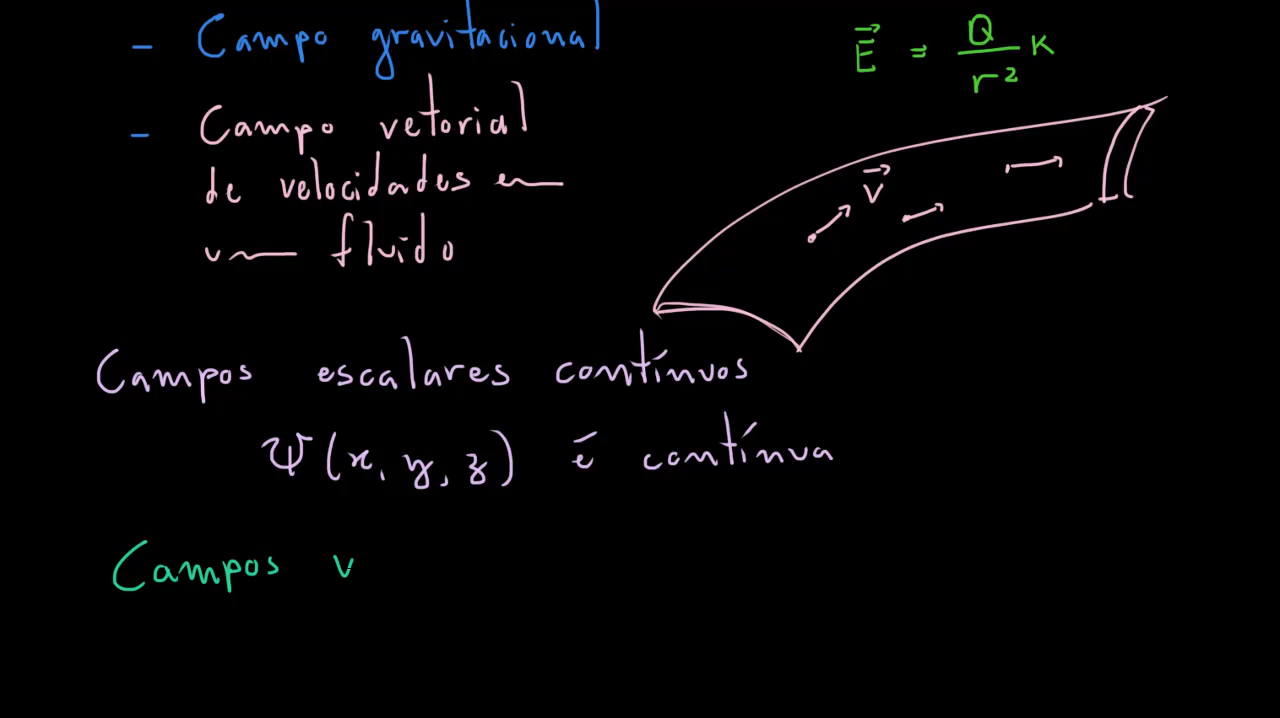 - Campo gravitacional
E⃗ = Q/r² K
- Campo vetorial
de velocidades em
um fluido
v⃗
Campos escalares contínuos
Ψ(x, y, z) é contínua
Campos v